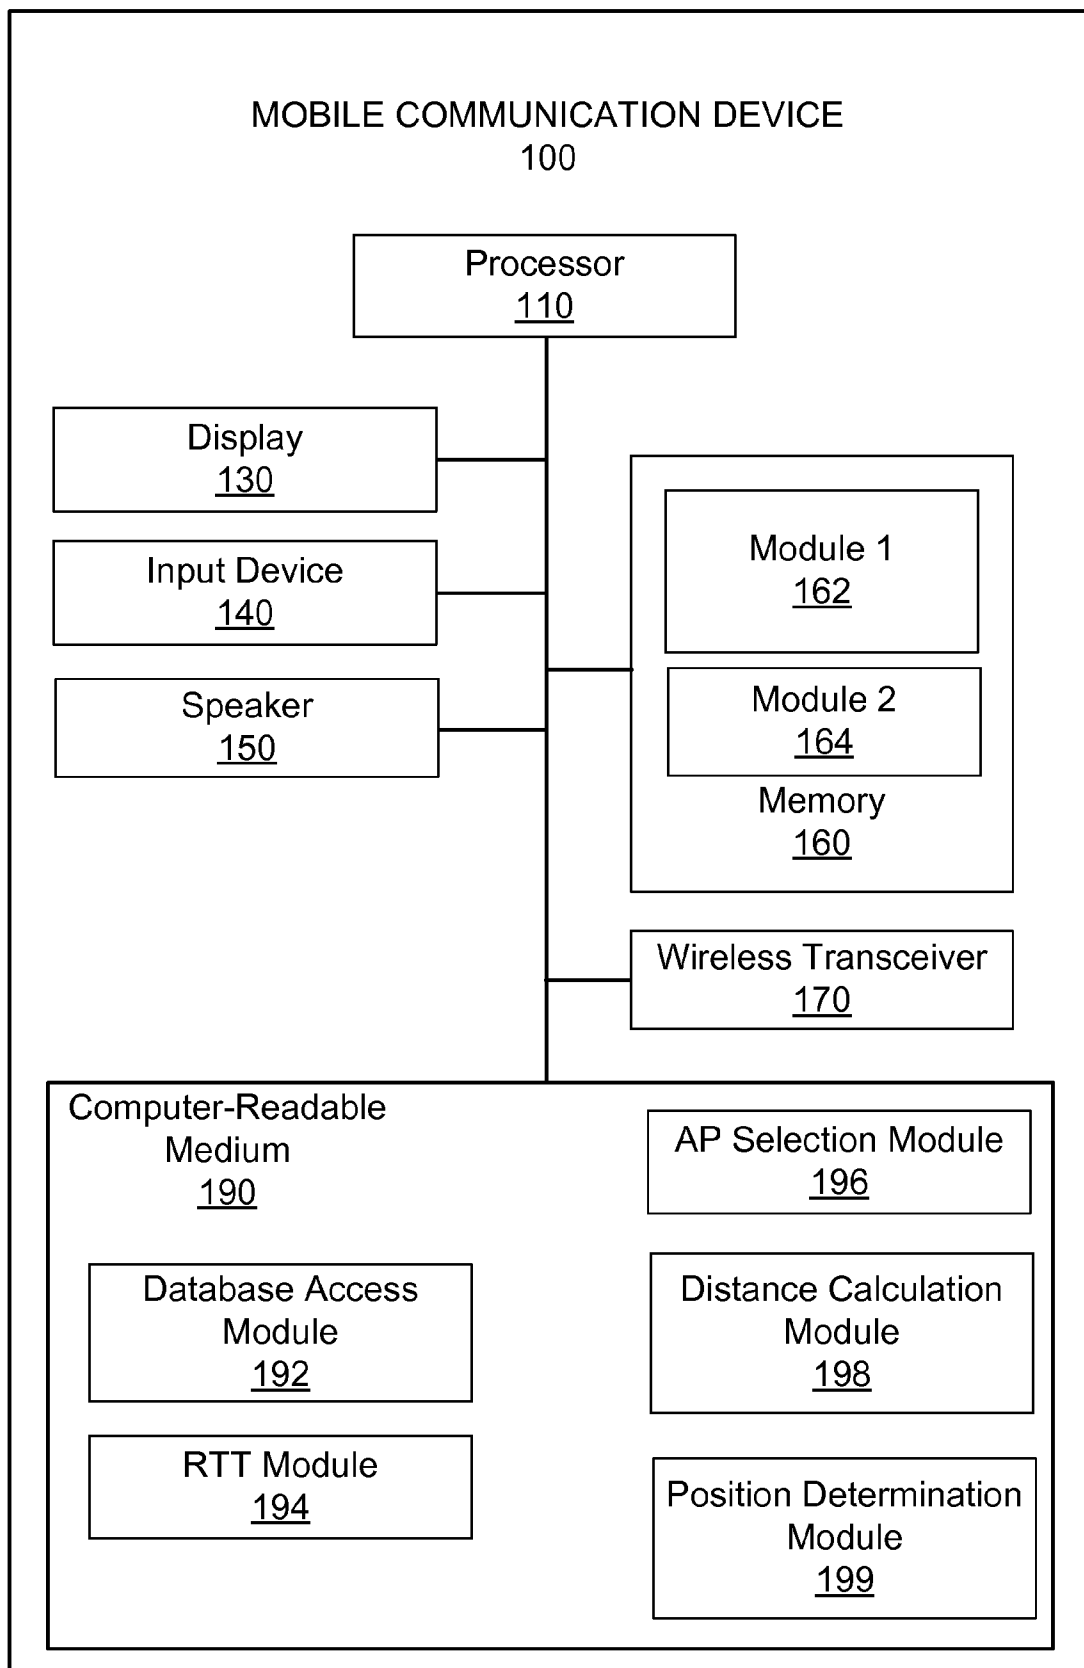 MOBILE COMMUNICATION DEVICE
100
Processor
110
Display
130
Input Device
140
Speaker
150
Module 1
162
Module 2
164
Memory
160
Wireless Transceiver
170
Computer-Readable
Medium
190
Database Access
Module
192
RTT Module
194
AP Selection Module
196
Distance Calculation
Module
198
Position Determination
Module
199